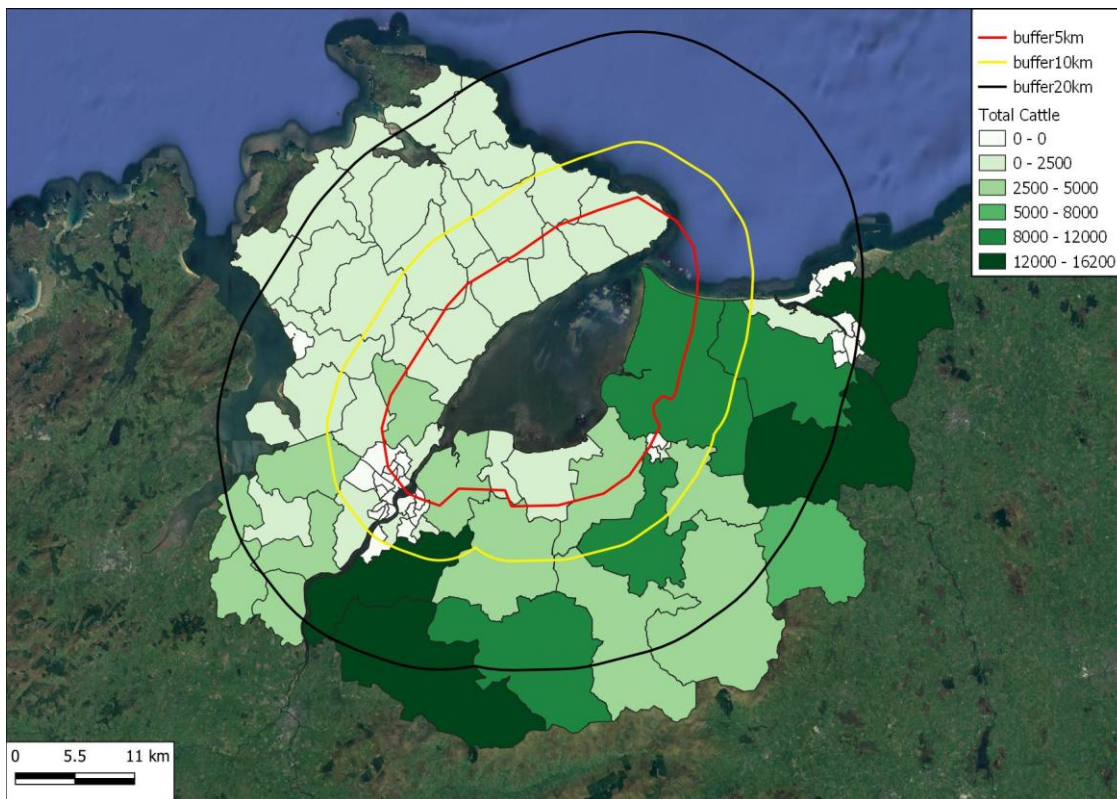 buffer5km
buffer10km
buffer20km
Total Cattle
0 - 0
0 - 2500
2500 - 5000
5000 - 8000
8000 - 12000
12000 - 16200
0 5.5 11 km